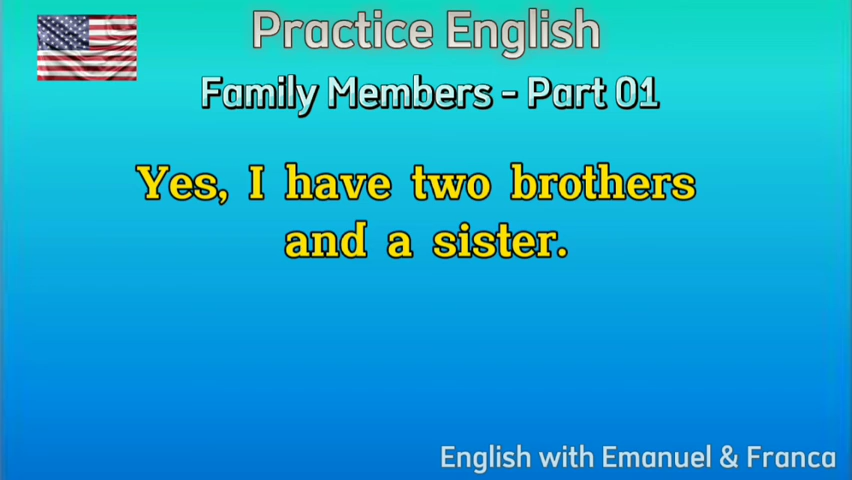 Practice English
Family Members - Part 01
Yes, I have two brothers
and a sister.
English with Emanuel & Franca